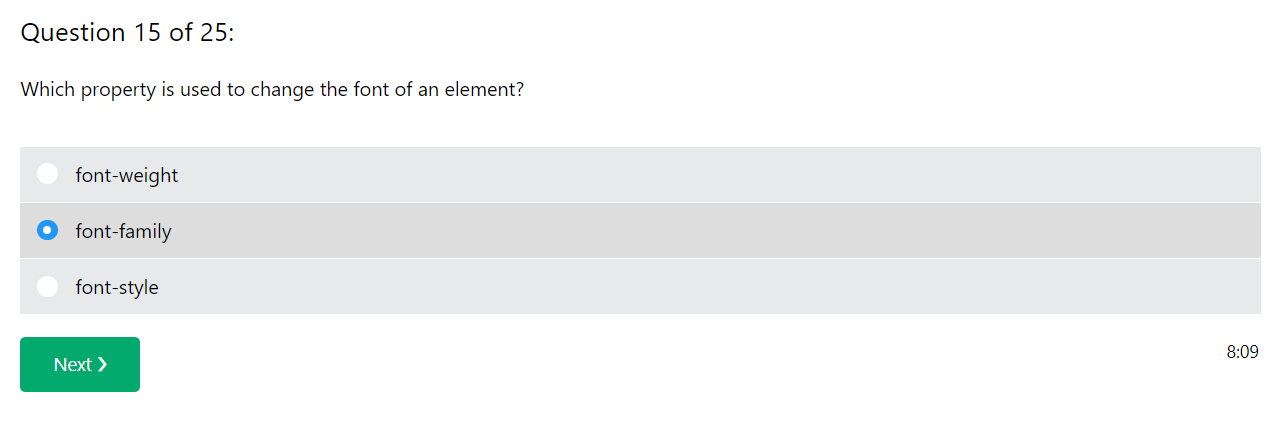 Question 15 of 25:
Which property is used to change the font of an element?
font-weight
font-family
font-style
Next ❯
8:09